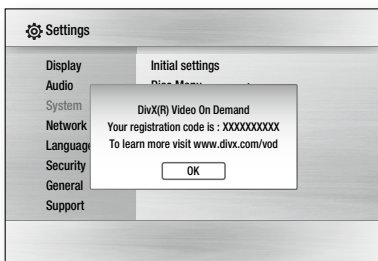 Settings
Display
Initial settings
Audio
System
Network
Security
General
Support
DivX(R) Video On Demand
Your registration code is : XXXXXXXXXX
To learn more visit www.divx.com/vod
OK